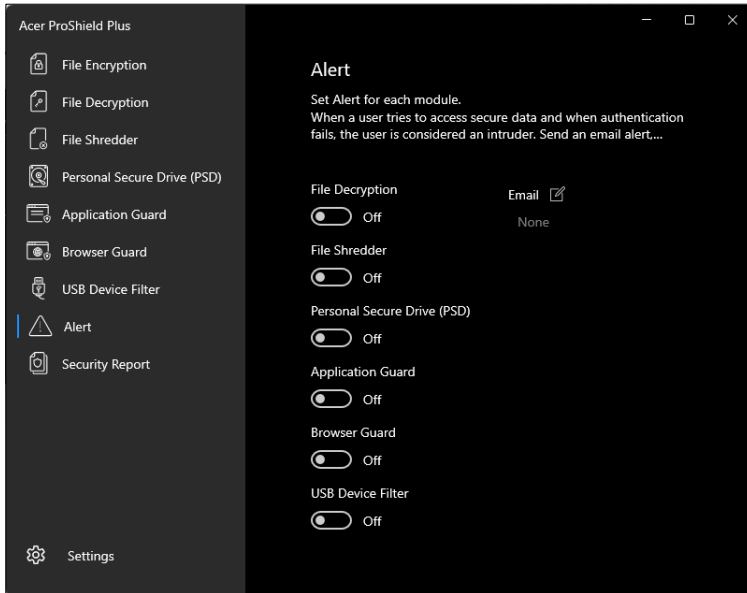 Acer ProShield Plus
File Encryption
File Decryption
File Shredder
Personal Secure Drive (PSD)
Application Guard
Browser Guard
USB Device Filter
Alert
Security Report
Settings
Alert
Set Alert for each module.
When a user tries to access secure data and when authentication
fails, the user is considered an intruder. Send an email alert,...
File Decryption
Off
Email
None
File Shredder
Off
Personal Secure Drive (PSD)
Off
Application Guard
Off
Browser Guard
Off
USB Device Filter
Off